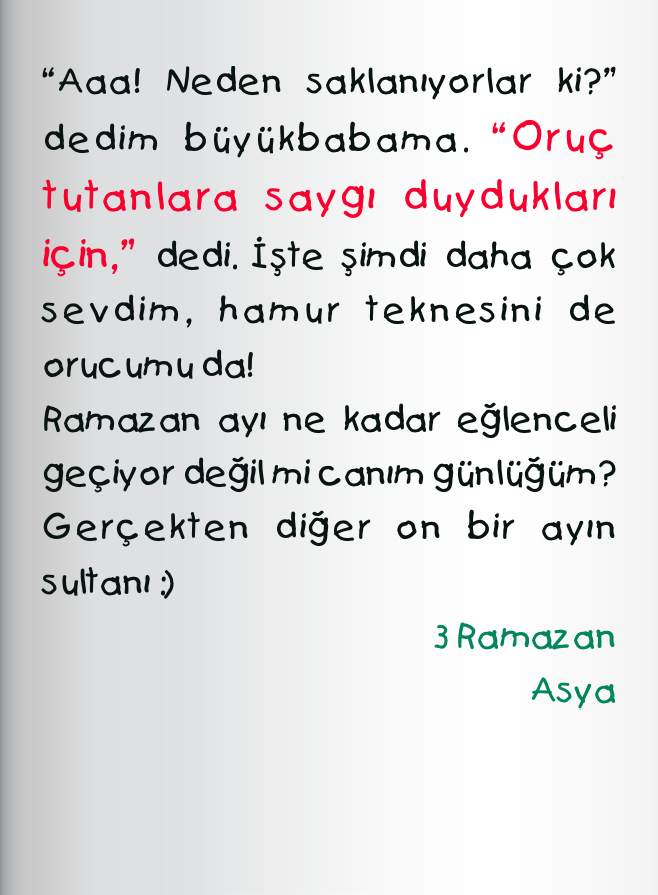 “Aaa! Neden saklanıyorlar ki?”
dedim büyükbabama. “Oruç
tutanlara saygı duydukları
için,” dedi. İşte şimdi daha çok
sevdim, hamur teknesini de
orucumu da!
Ramazan ayı ne kadar eğlenceli
geçiyor değil mi canım günlüğüm?
Gerçekten diğer on bir ayın
sultanı :)
3 Ramazan
Asya